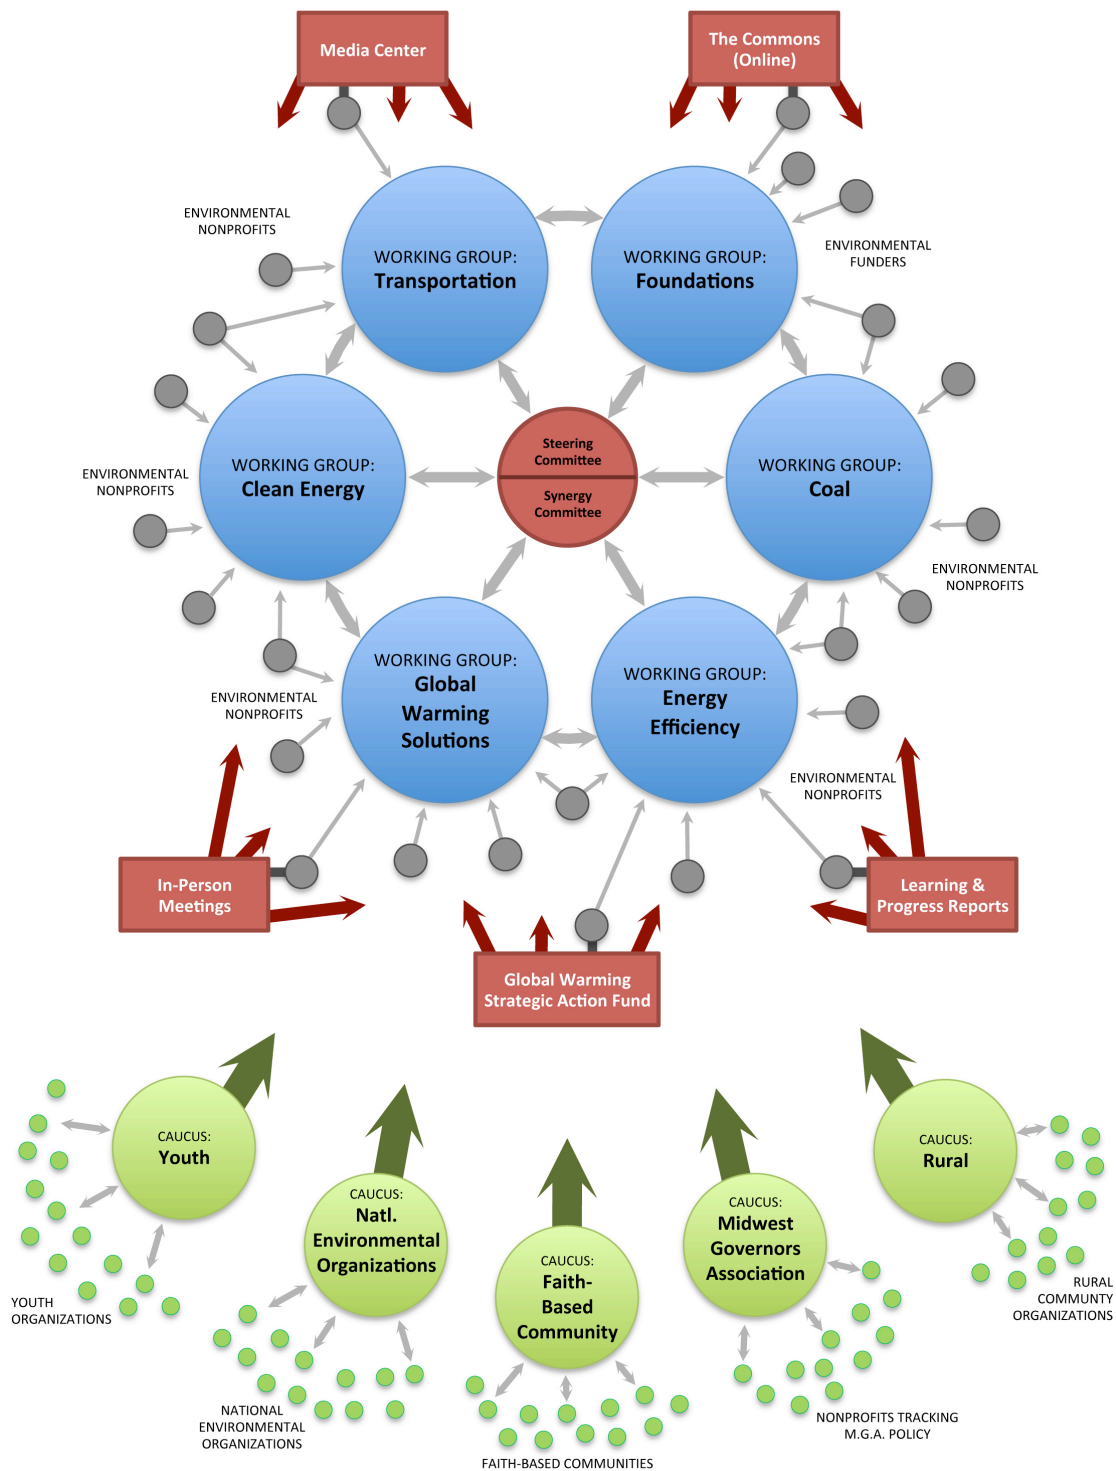 Media Center
The Commons
(Online)
ENVIRONMENTAL
NONPROFITS
WORKING GROUP:
Transportation
WORKING GROUP:
Foundations
ENVIRONMENTAL
FUNDERS
ENVIRONMENTAL
NONPROFITS
WORKING GROUP:
Clean Energy
Steering
Committee
Synergy
Committee
WORKING GROUP:
Coal
ENVIRONMENTAL
NONPROFITS
WORKING GROUP:
Global
Warming
Solutions
WORKING GROUP:
Energy
Efficiency
ENVIRONMENTAL
NONPROFITS
ENVIRONMENTAL
NONPROFITS
In-Person
Meetings
Learning &
Progress Reports
Global Warming
Strategic Action Fund
CAUCUS:
Youth
CAUCUS:
Natl.
Environmental
Organizations
CAUCUS:
Faith-
Based
Community
CAUCUS:
Midwest
Governors
Association
CAUCUS:
Rural
YOUTH
ORGANIZATIONS
NATIONAL
ENVIRONMENTAL
ORGANIZATIONS
FAITH-BASED COMMUNITIES
NONPROFITS TRACKING
M.G.A. POLICY
RURAL
COMMUNTY
ORGANIZATIONS